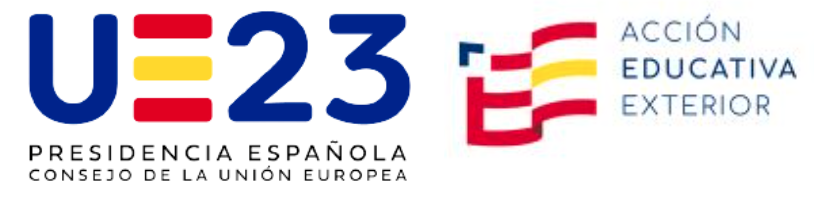 UE23
PRESIDENCIA ESPAÑOLA
CONSEJO DE LA UNIÓN EUROPEA
ACCIÓN
EDUCATIVA
EXTERIOR